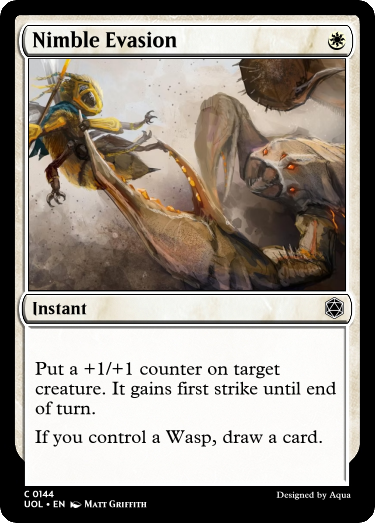 Nimble Evasion
Instant
Put a +1/+1 counter on target
creature. It gains first strike until end
of turn.
If you control a Wasp, draw a card.
C 0144
UOL • EN Matt Griffith
Designed by Aqua